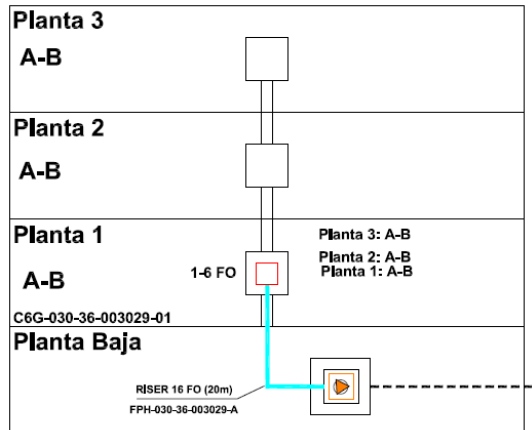 Planta 3
A-B
Planta 2
A-B
Planta 1
A-B
1-6 FO
Planta 3: A-B
Planta 2: A-B
Planta 1: A-B
C6G-030-36-003029-01
Planta Baja
RISER 16 FO (20m)
FPH-030-36-003029-A